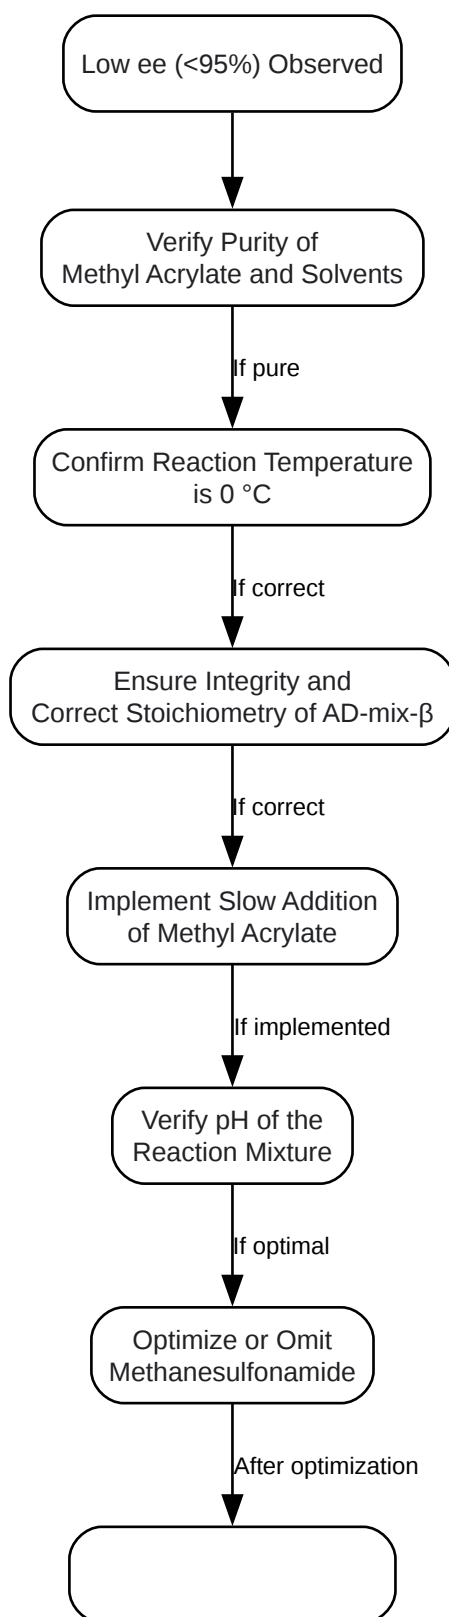 Low ee (<95%) Observed
Verify Purity of
Methyl Acrylate and Solvents
If pure
Confirm Reaction Temperature
is 0 °C
If correct
Ensure Integrity and
Correct Stoichiometry of AD-mix-β
If correct
Implement Slow Addition
of Methyl Acrylate
If implemented
Verify pH of the
Reaction Mixture
If optimal
Optimize or Omit
Methanesulfonamide
After optimization